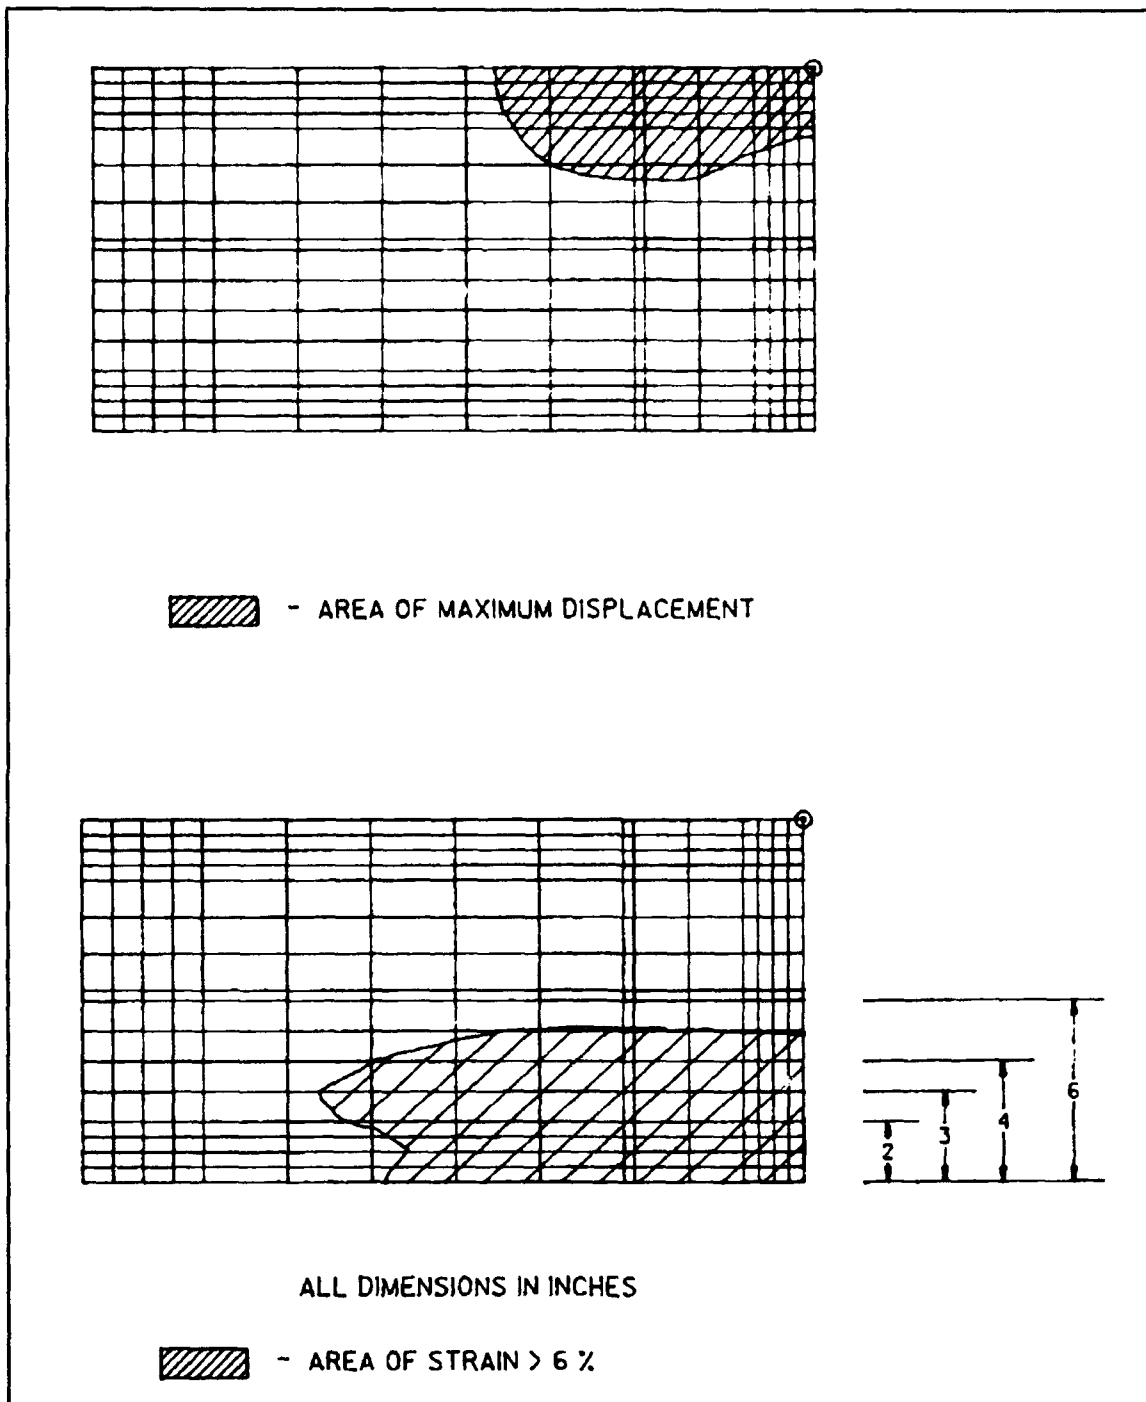 - AREA OF MAXIMUM DISPLACEMENT
6
4
3
2
ALL DIMENSIONS IN INCHES
- AREA OF STRAIN > 6 %